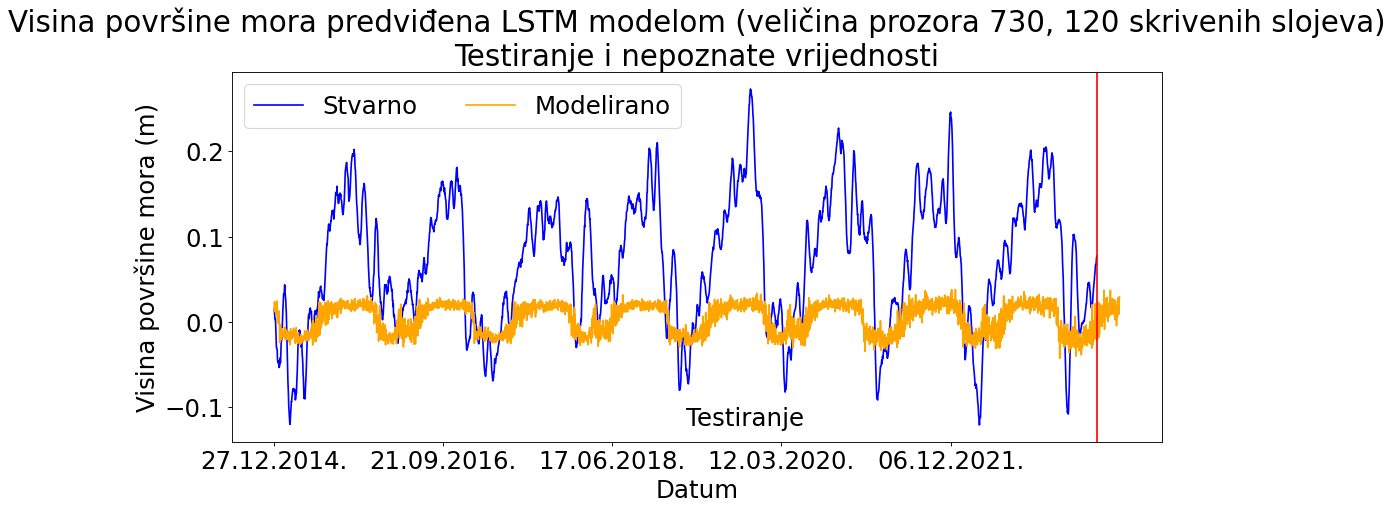 Visina površine mora predviđena LSTM modelom (veličina prozora 730, 120 skrivenih slojeva)
Testiranje i nepoznate vrijednosti
Stvarno
Modelirano
Visina površine mora (m)
0.2
0.1
0.0
−0.1
Testiranje
27.12.2014.
21.09.2016.
17.06.2018.
12.03.2020.
06.12.2021.
Datum